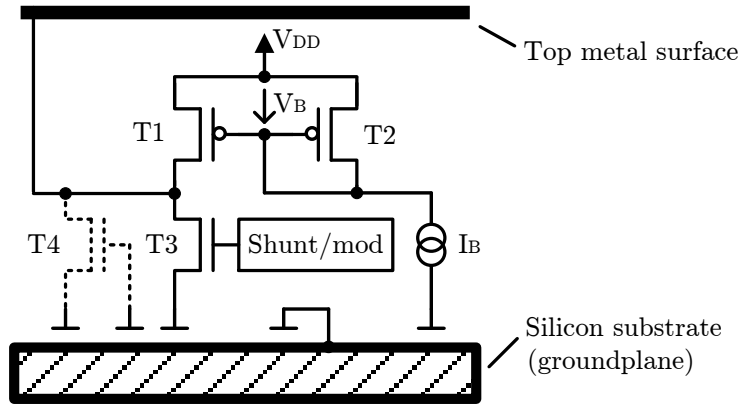 VDD
Top metal surface
VB
T1
T2
T4
T3
Shunt/mod
IB
Silicon substrate
(groundplane)